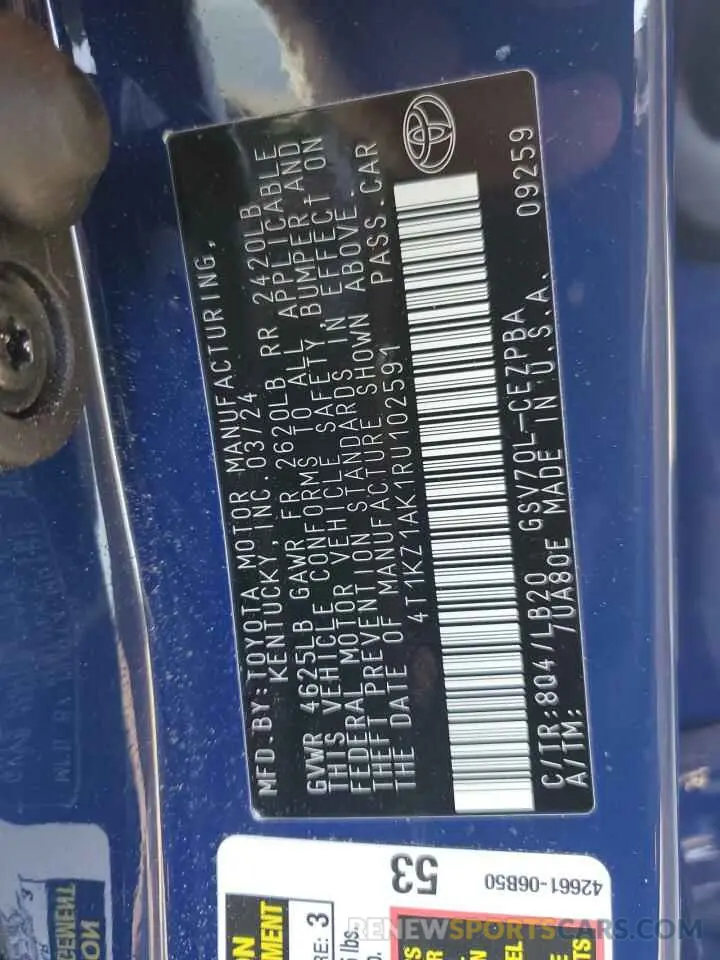 MFD. BY: TOYOTA MOTOR MANUFACTURING,
KENTUCKY, INC 03/24
GVWR 4625LB GAWR FR 2620LB RR 2420LB
THIS VEHICLE CONFORMS TO ALL APPLICABLE
FEDERAL MOTOR VEHICLE SAFETY, BUMPER, AND
THEFT PREVENTION STANDARDS IN EFFECT ON
THE DATE OF MANUFACTURE SHOWN ABOVE.
4T1KZ1AK1RU102591 PASS. CAR
C/TR: 8Q4/LB20 GSV70L-CEZPBA
A/TM: /UA80E MADE IN U.S.A. 09259
53
42661-06B50
3
lbs.
RENEWSPORTSCARS.COM